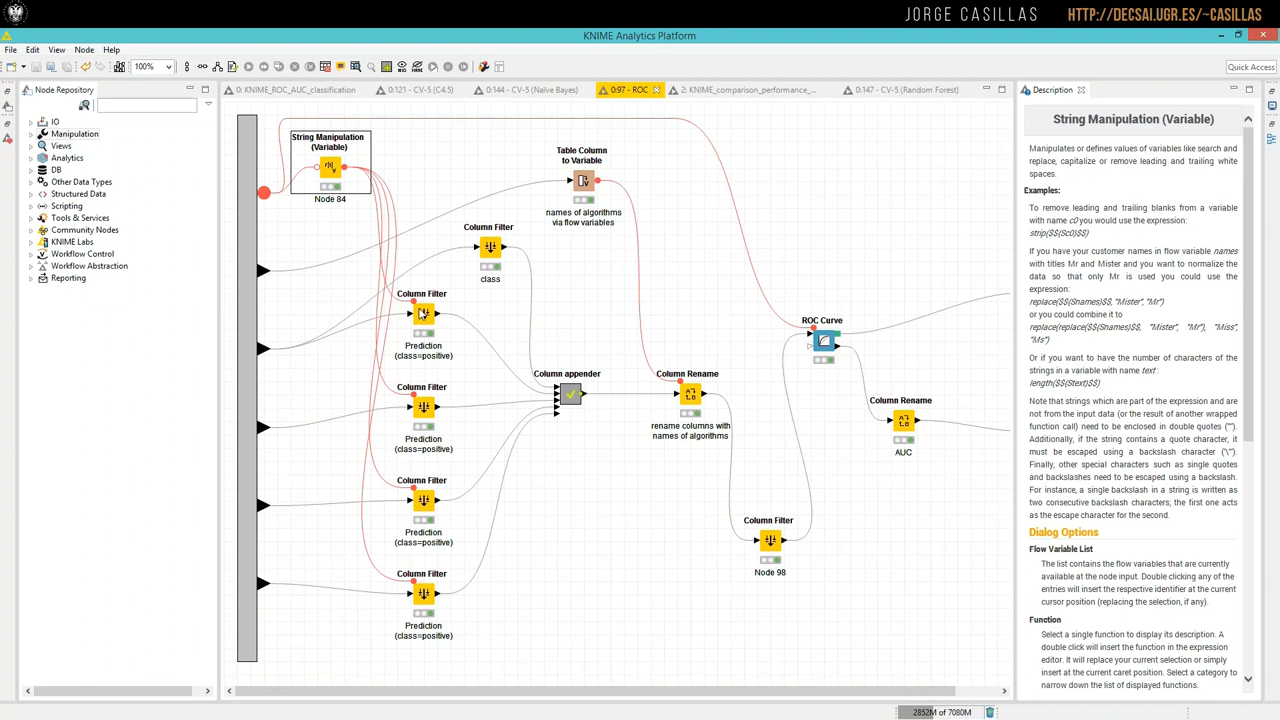 JORGE CASILLAS HTTP://DECSAI.UGR.ES/~CASILLAS
KNIME Analytics Platform
File Edit View Node Help
100%
Quick Access
Node Repository
0: KNIME_ROC_AUC_classification
0:121 - CV-5 (C4.5)
0:144 - CV-5 (Naive Bayes)
0:97 - ROC
2: KNIME_comparison_performance_...
0:147 - CV-5 (Random Forest)
Description
IO
Manipulation
Views
Analytics
DB
Other Data Types
Structured Data
Scripting
Tools & Services
Community Nodes
KNIME Labs
Workflow Control
Workflow Abstraction
Reporting
String Manipulation
(Variable)
Node 84
Table Column
to Variable
names of algorithms
via flow variables
Column Filter
class
Column Filter
Prediction
(class=positive)
Column Filter
Prediction
(class=positive)
Column Filter
Prediction
(class=positive)
Column Filter
Prediction
(class=positive)
Column appender
Column Rename
rename columns with
names of algorithms
Column Filter
Node 98
ROC Curve
Column Rename
AUC
String Manipulation (Variable)
Manipulates or defines values of variables like search and
replace, capitalize or remove leading and trailing white
spaces.
Examples:
To remove leading and trailing blanks from a variable
with name c0 you would use the expression:
strip($${Sc0}$$)
If you have your customer names in flow variable names
with titles Mr and Mister and you want to normalize the
data so that only Mr is used you could use the
expression:
replace($${Snames}$$, "Mister", "Mr")
or you could combine it to
replace(replace($${Snames}$$, "Mister", "Mr"), "Miss",
"Ms")
Or if you want to have the number of characters of the
strings in a variable with name text:
length($${Stext}$$)
Note that strings which are part of the expression and are
not from the input data (or the result of another wrapped
function call) need to be enclosed in double quotes ('"').
Additionally, if the string contains a quote character, it
must be escaped using a backslash character ('\"').
Finally, other special characters such as single quotes
and backslashes need to be escaped using a backslash.
For instance, a single backslash in a string is written as
two consecutive backslash characters; the first one acts
as the escape character for the second.
Dialog Options
Flow Variable List
The list contains the flow variables that are currently
available at the node input. Double clicking any of the
entries will insert the respective identifier at the current
cursor position (replacing the selection, if any).
Function
Select a single function to display its description. A
double click will insert the function in the expression
editor. It will replace your current selection or simply
insert at the current caret position. Select a category to
narrow down the list of displayed functions.
2852M of 7080M